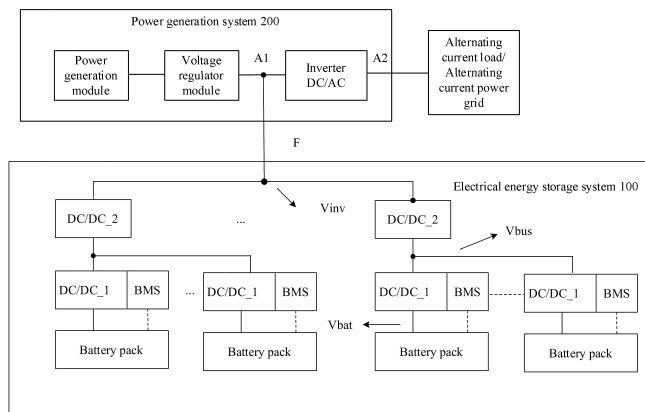 Power generation system 200
Power
generation
module
Voltage
regulator
module
A1
Inverter
DC/AC
A2
Alternating
current load/
Alternating
current power
grid
F
Electrical energy storage system 100
Vinv
DC/DC_2
...
DC/DC_2
Vbus
DC/DC_1
BMS
...
DC/DC_1
BMS
DC/DC_1
BMS
DC/DC_1
BMS
Vbat
Battery pack
Battery pack
Battery pack
Battery pack